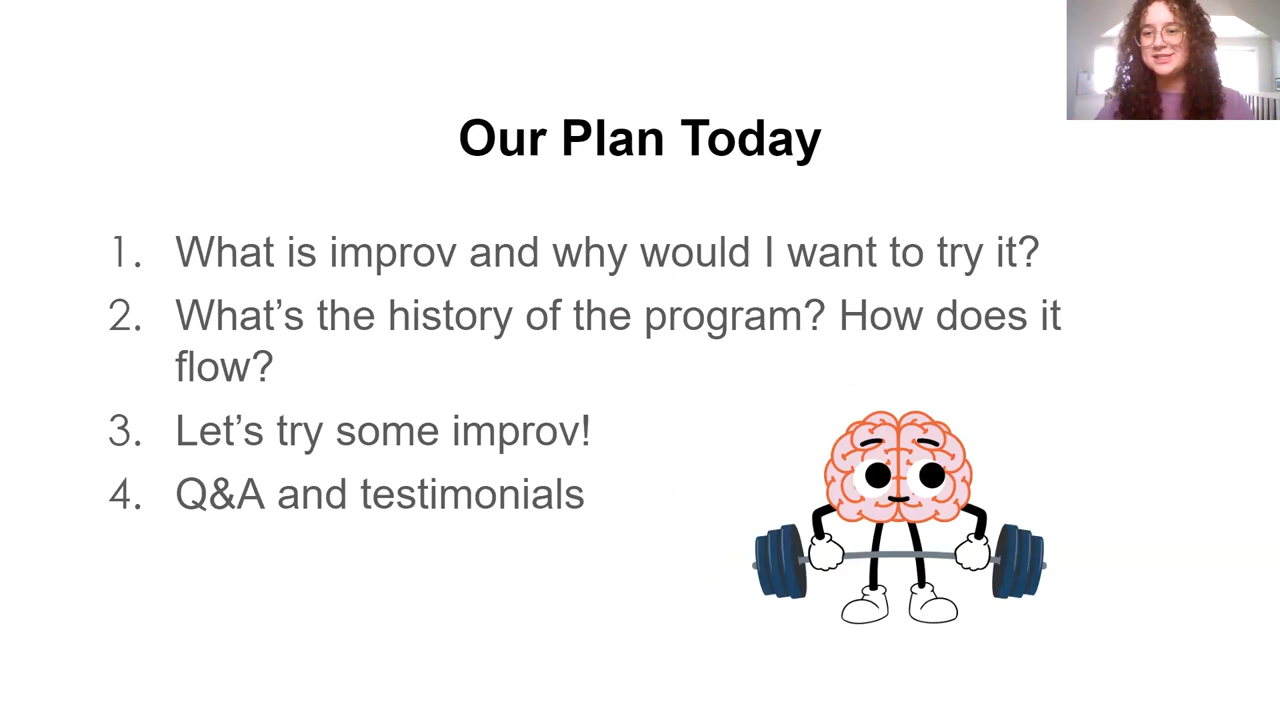 Our Plan Today
1. What is improv and why would I want to try it?
2. What’s the history of the program? How does it
flow?
3. Let’s try some improv!
4. Q&A and testimonials